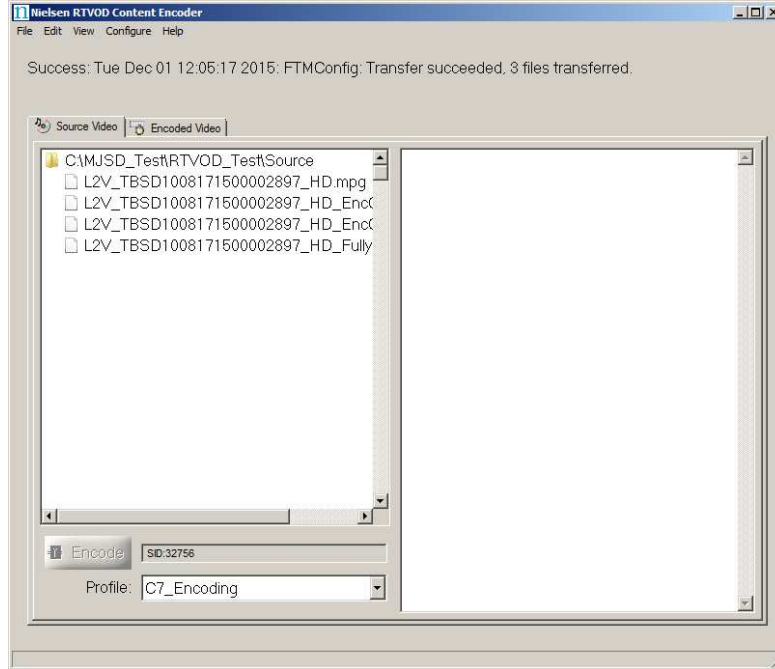 Nielsen RTVOD Content Encoder
File Edit View Configure Help
Success: Tue Dec 01 12:05:17 2015: FTMConfig: Transfer succeeded, 3 files transferred.
Source Video Encoded Video
C:\MJSD_Test\RTVOD_Test\Source
L2V_TBSD1008171500002897_HD.mpg
L2V_TBSD1008171500002897_HD_Enc
L2V_TBSD1008171500002897_HD_Enc
L2V_TBSD1008171500002897_HD_Fully
Encode SID:32756
Profile: C7_Encoding